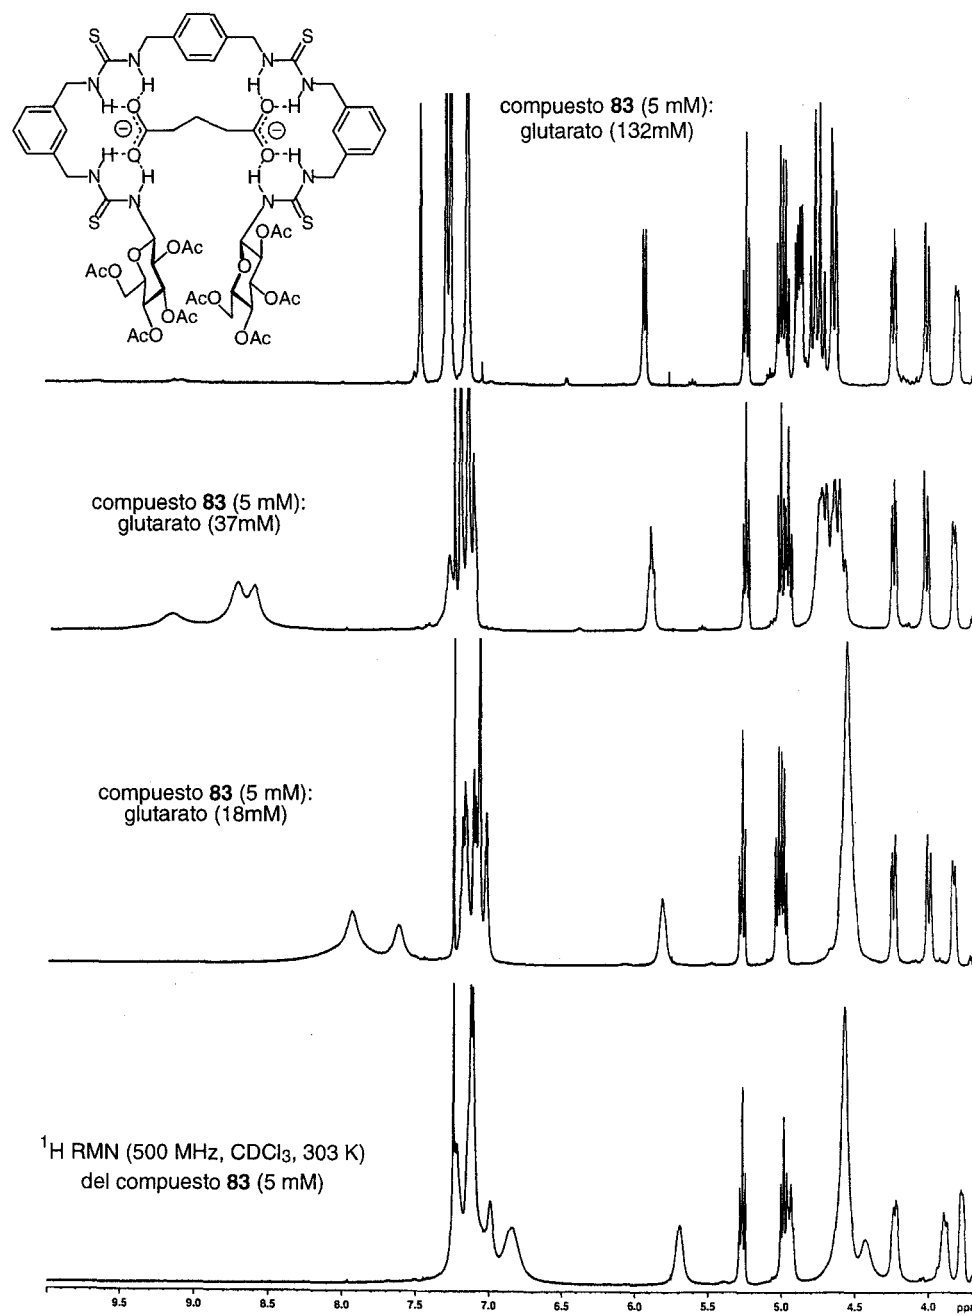 S
S
N
H
N
H
N
H
N
H
H
O
O
H
⊖
⊖
H
O
O
H
N
H
N
H
N
H
N
H
S
S
O
OAc
AcO
AcO
OAc
O
OAc
AcO
OAc
AcO
compuesto 83 (5 mM):
glutarato (132mM)
compuesto 83 (5 mM):
glutarato (37mM)
compuesto 83 (5 mM):
glutarato (18mM)
¹H RMN (500 MHz, CDCl₃, 303 K)
del compuesto 83 (5 mM)
9.5 9.0 8.5 8.0 7.5 7.0 6.5 6.0 5.5 5.0 4.5 4.0 ppm